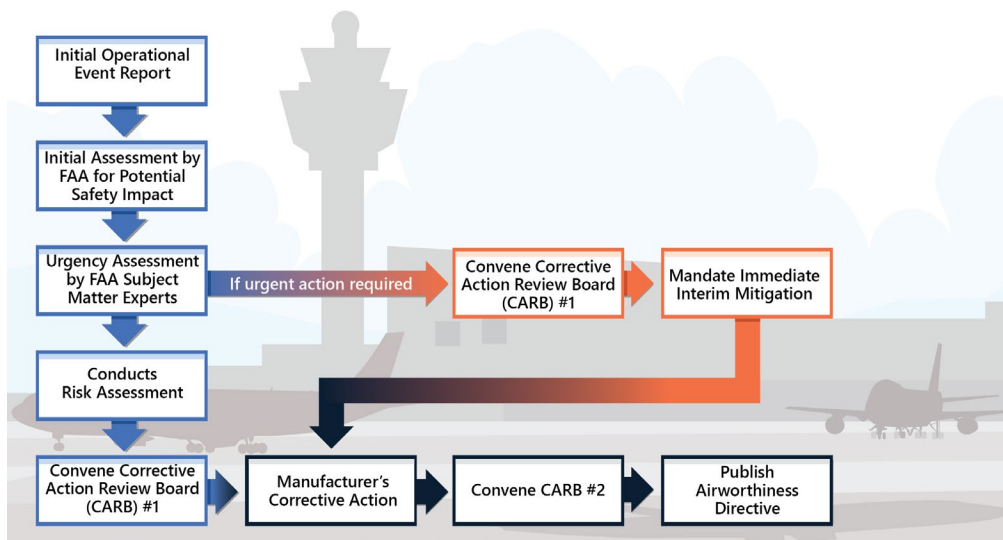 Initial Operational
Event Report
Initial Assessment by
FAA for Potential
Safety Impact
Urgency Assessment
by FAA Subject
Matter Experts
If urgent action required
Convene Corrective
Action Review Board
(CARB) #1
Mandate Immediate
Interim Mitigation
Conducts
Risk Assessment
Convene Corrective
Action Review Board
(CARB) #1
Manufacturer's
Corrective Action
Convene CARB #2
Publish
Airworthiness
Directive